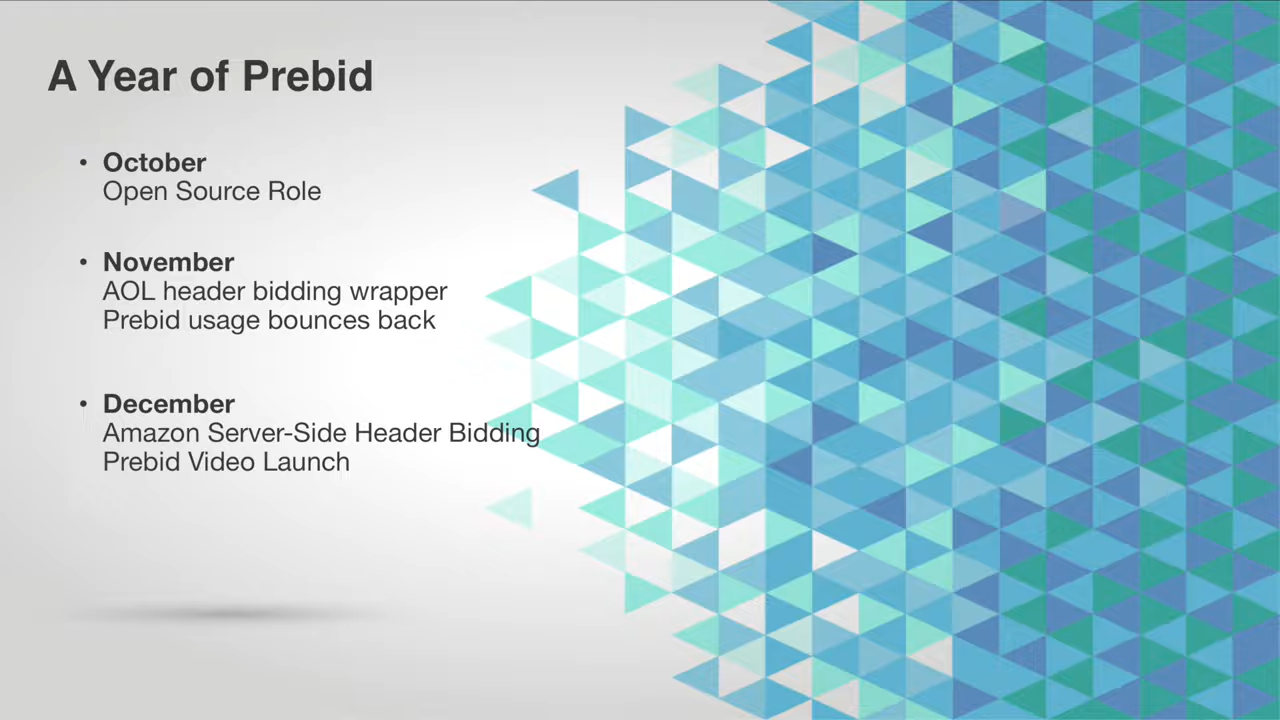 A Year of Prebid
• October
Open Source Role
• November
AOL header bidding wrapper
Prebid usage bounces back
• December
Amazon Server-Side Header Bidding
Prebid Video Launch